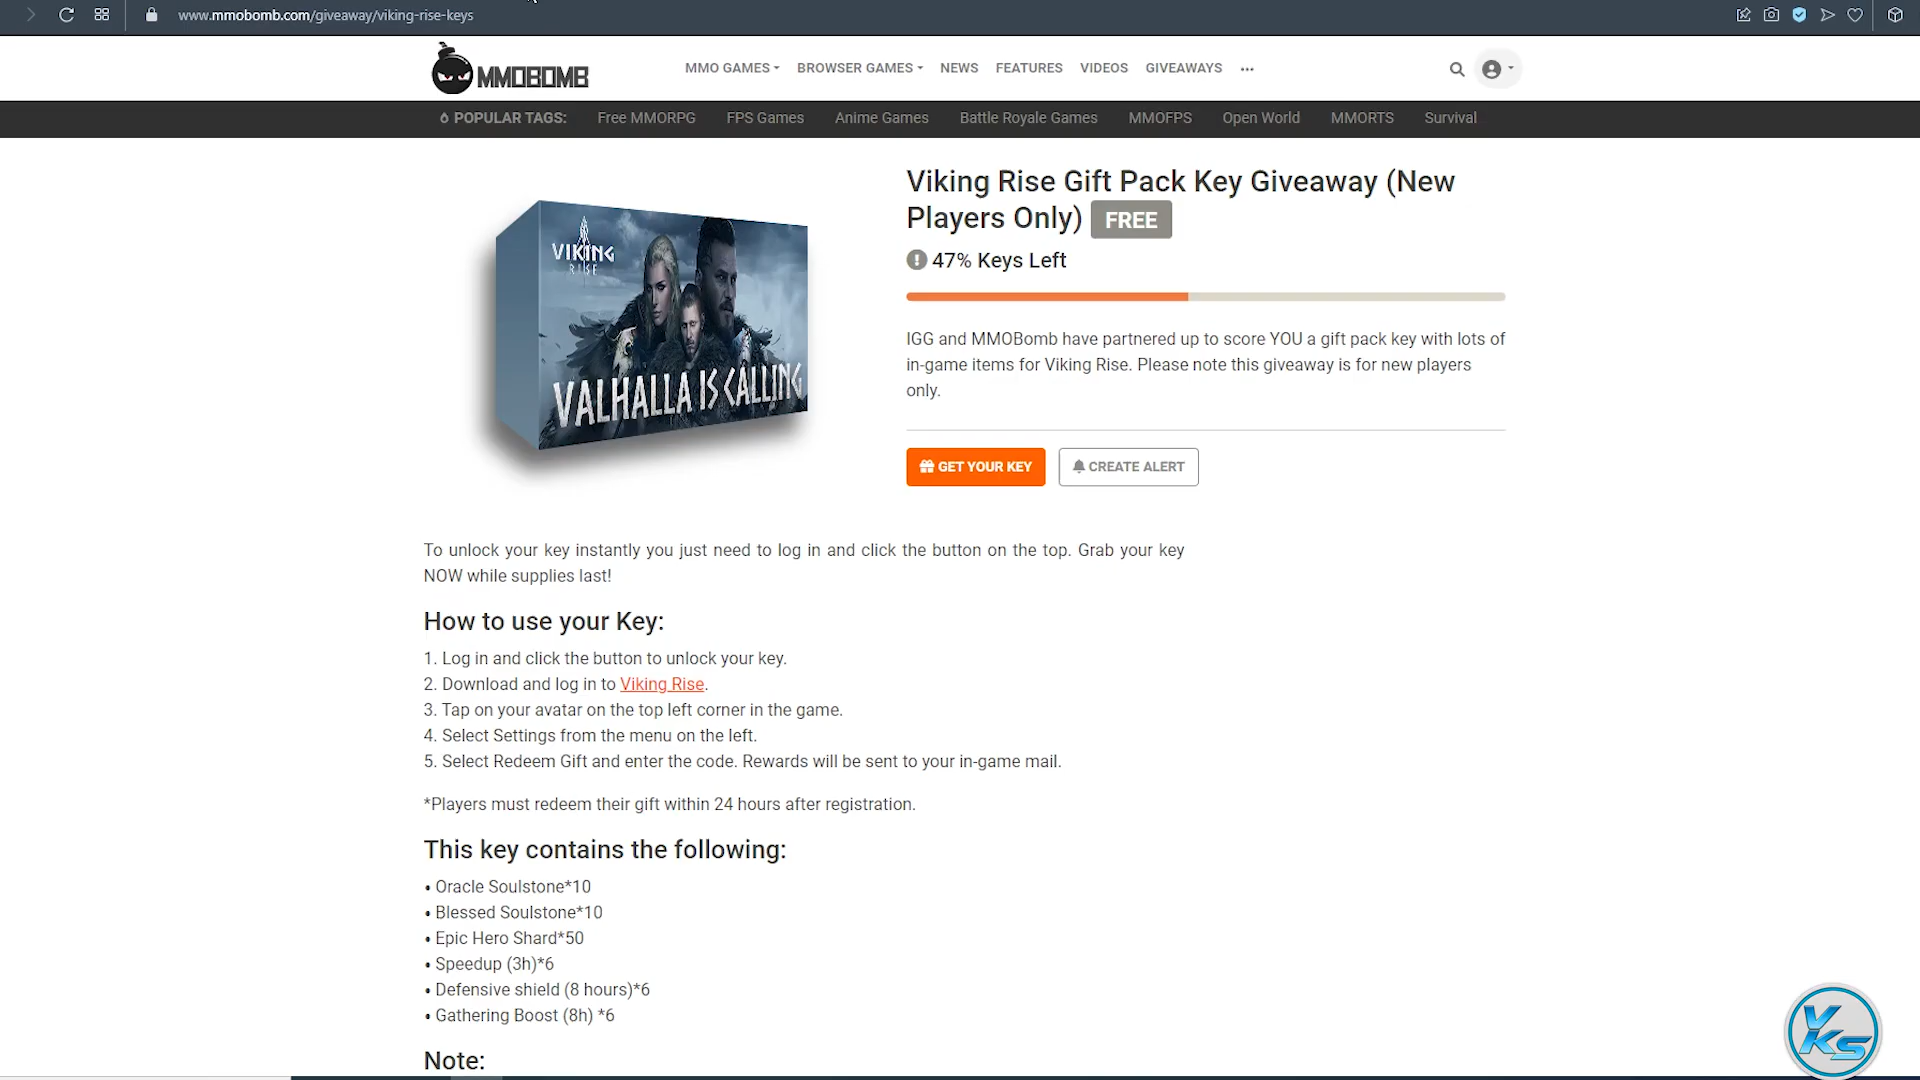 www.mmobomb.com/giveaway/viking-rise-keys
MMOBOMB
MMO GAMES
BROWSER GAMES
NEWS
FEATURES
VIDEOS
GIVEAWAYS
POPULAR TAGS:
Free MMORPG
FPS Games
Anime Games
Battle Royale Games
MMOFPS
Open World
MMORTS
Survival
VIKING
RISE
VALHALLA IS CALLING
Viking Rise Gift Pack Key Giveaway (New
Players Only) FREE
47% Keys Left
IGG and MMOBomb have partnered up to score YOU a gift pack key with lots of
in-game items for Viking Rise. Please note this giveaway is for new players
only.
GET YOUR KEY
CREATE ALERT
To unlock your key instantly you just need to log in and click the button on the top. Grab your key
NOW while supplies last!
How to use your Key:
1. Log in and click the button to unlock your key.
2. Download and log in to Viking Rise.
3. Tap on your avatar on the top left corner in the game.
4. Select Settings from the menu on the left.
5. Select Redeem Gift and enter the code. Rewards will be sent to your in-game mail.
*Players must redeem their gift within 24 hours after registration.
This key contains the following:
• Oracle Soulstone*10
• Blessed Soulstone*10
• Epic Hero Shard*50
• Speedup (3h)*6
• Defensive shield (8 hours)*6
• Gathering Boost (8h) *6
Note:
VKS